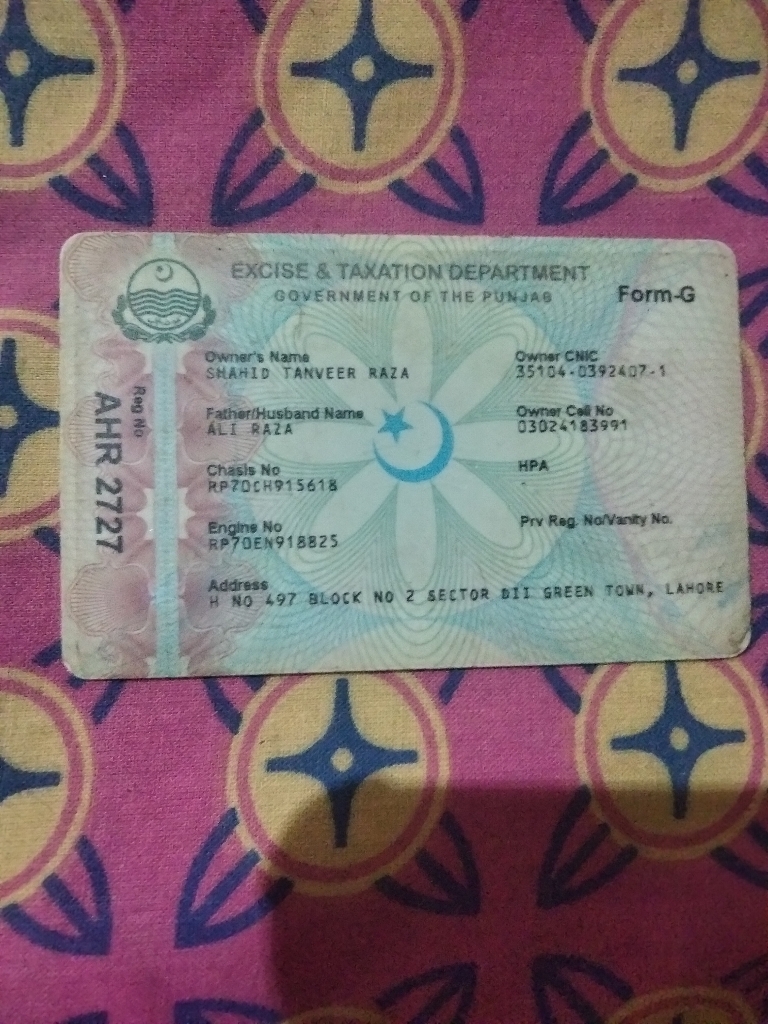 EXCISE & TAXATION DEPARTMENT
GOVERNMENT OF THE PUNJAB
Form-G
Reg No
AHR 2727
Owner's Name
SHAHID TANVEER RAZA
Owner CNIC
35104-0392407-1
Father/Husband Name
ALI RAZA
Owner Cell No
03024183991
Chasis No
RP70CH915618
HPA
-
Engine No
RP70EN918825
Prv Reg. No/Vanity No.
Address
H NO 497 BLOCK NO 2 SECTOR DII GREEN TOWN, LAHORE